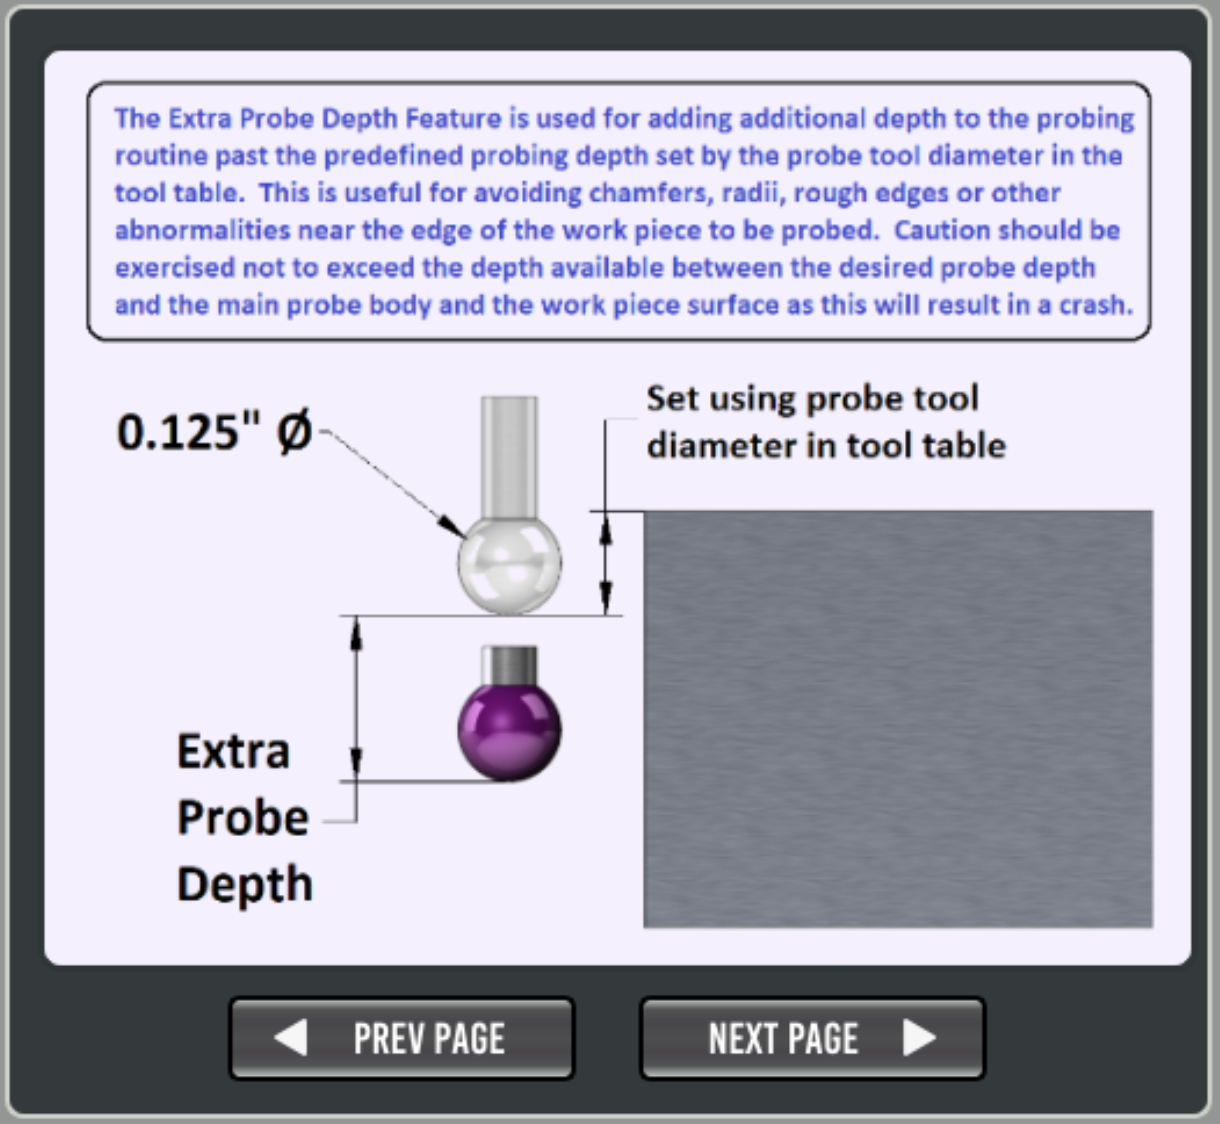 The Extra Probe Depth Feature is used for adding additional depth to the probing
routine past the predefined probing depth set by the probe tool diameter in the
tool table.  This is useful for avoiding chamfers, radii, rough edges or other
abnormalities near the edge of the work piece to be probed.  Caution should be
exercised not to exceed the depth available between the desired probe depth
and the main probe body and the work piece surface as this will result in a crash.
0.125" Ø
Set using probe tool
diameter in tool table
Extra
Probe
Depth
PREV PAGE
NEXT PAGE